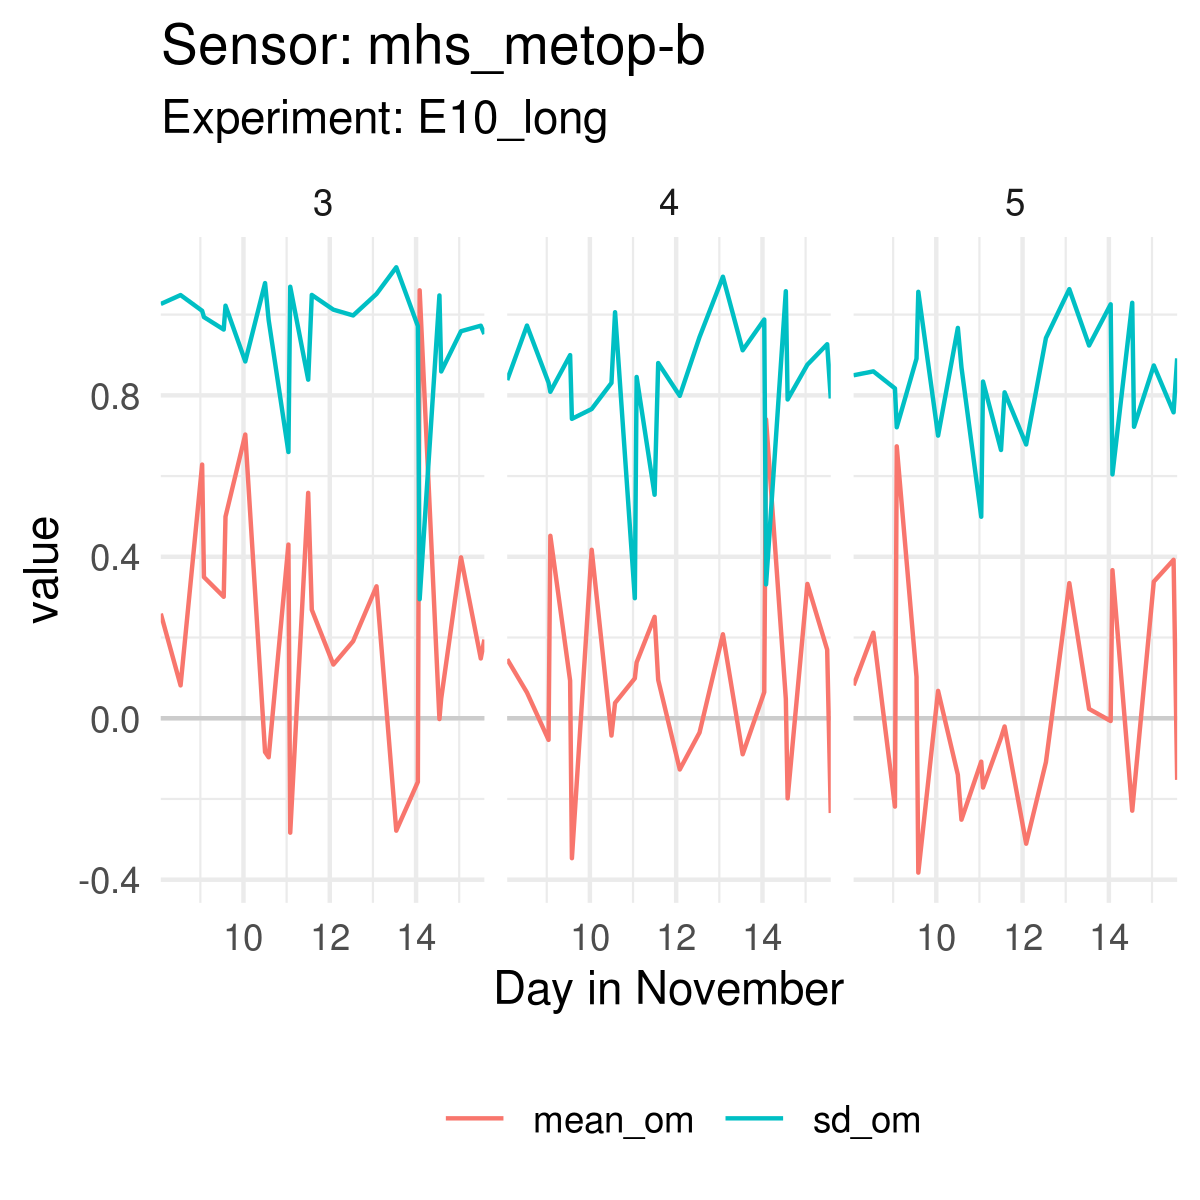 Sensor: mhs_metop-b
Experiment: E10_long
3 4 5
value
0.8
0.4
0.0
-0.4
10 12 14 10 12 14 10 12 14
Day in November
mean_om sd_om